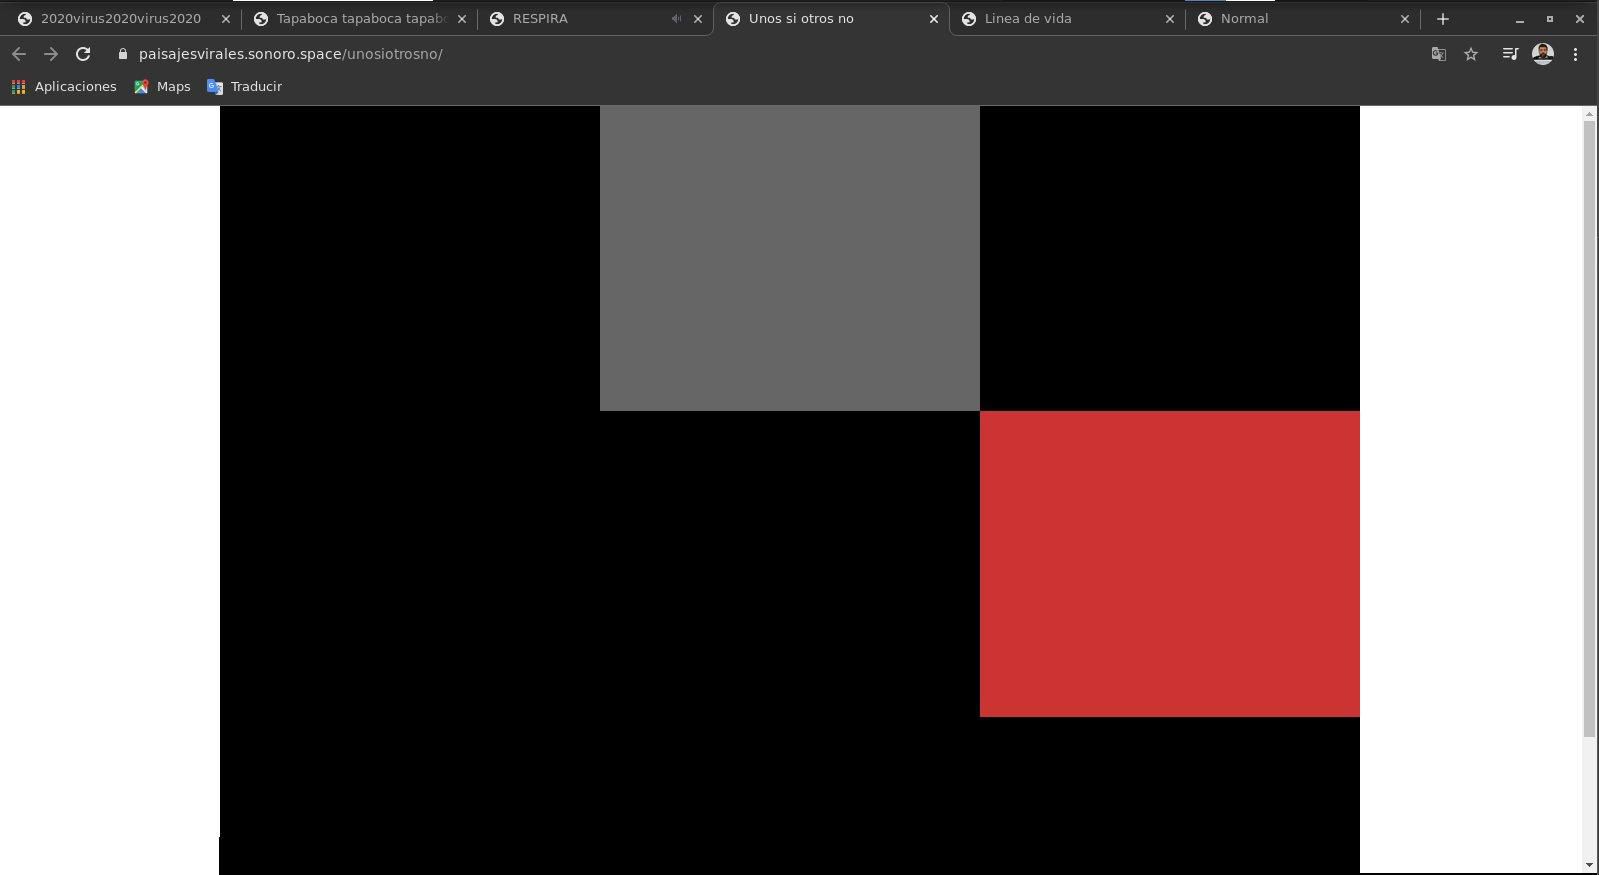 2020virus2020virus2020
Tapaboca tapaboca tapabo
RESPIRA
Unos si otros no
Linea de vida
Normal
paisajesvirales.sonoro.space/unosiotrosno/
Aplicaciones
Maps
Traducir